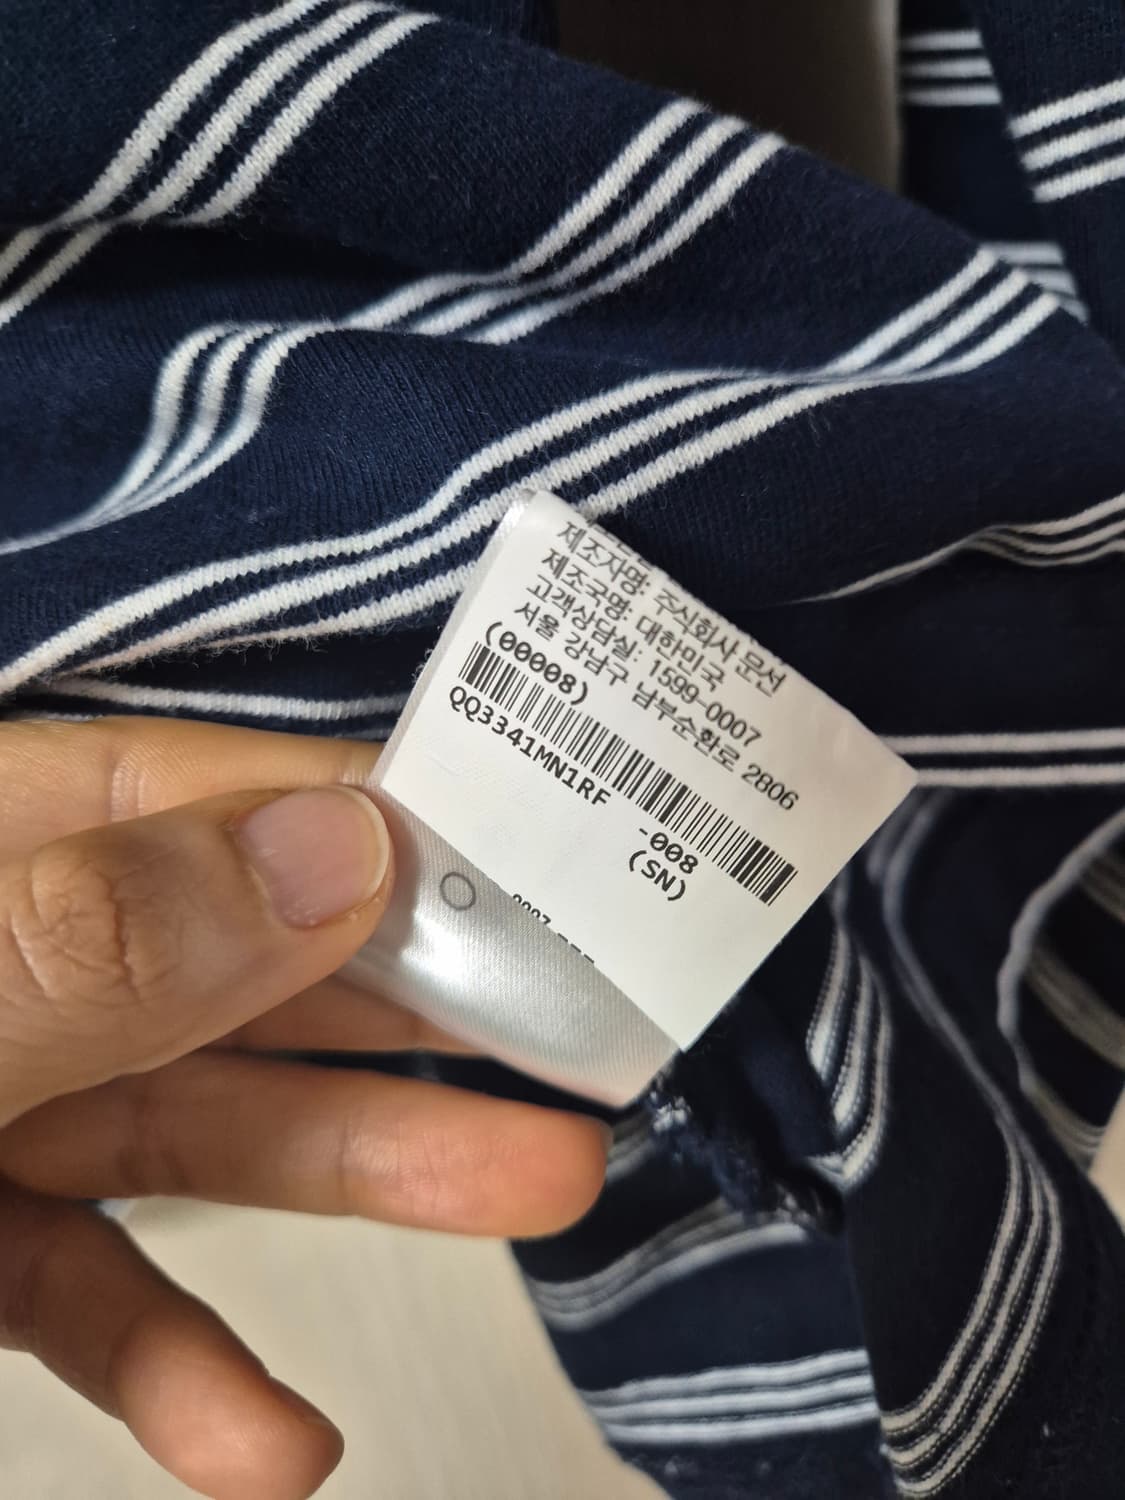 제조자명: 주식회사 문선
제조국명: 대한민국
고객상담실: 1599-0007
서울 강남구 남부순환로 2806
(00008)
QQ3341MN1RF -008
(SN)